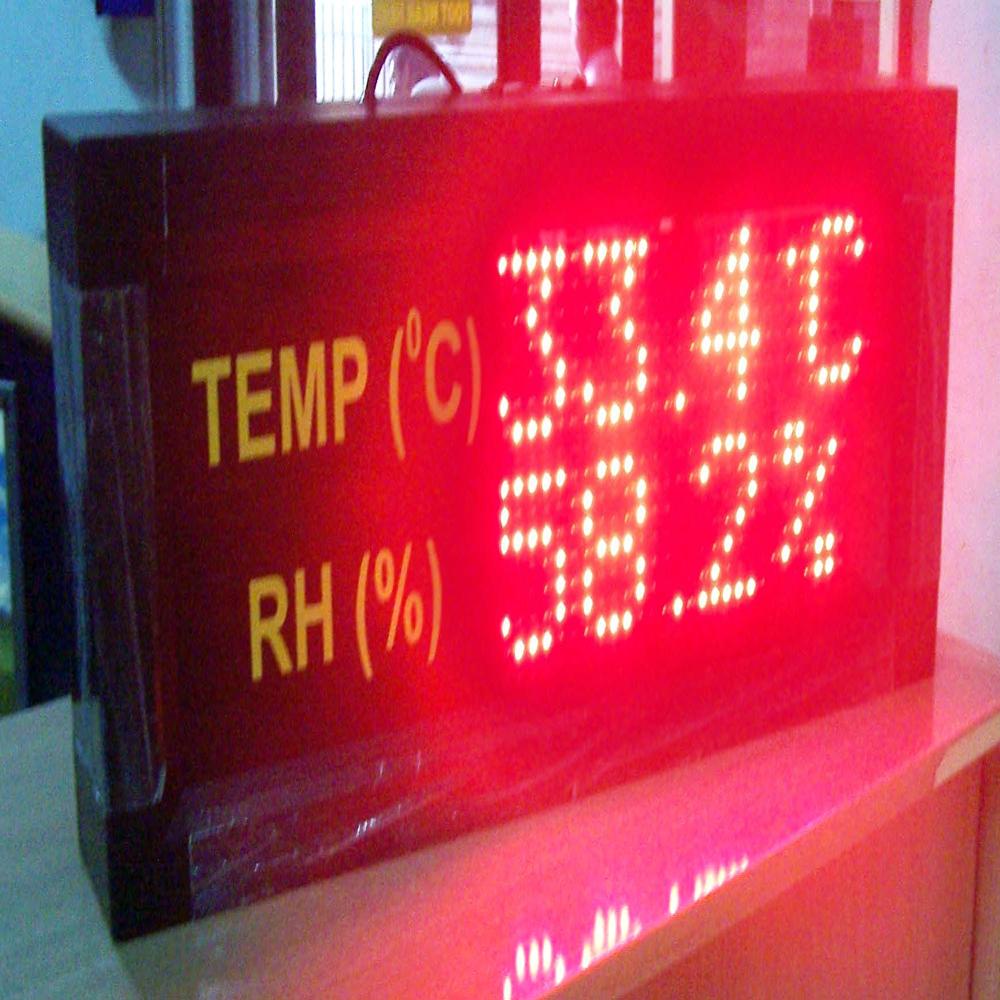 TEMP (°C) 33.4°C
RH (%) 58.2%